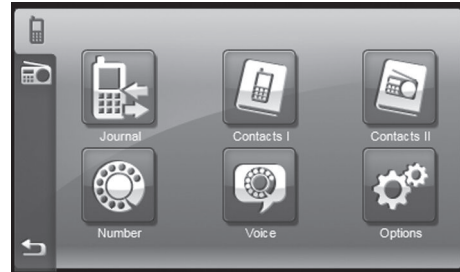 Journal
Contacts I
Contacts II
Number
Voice
Options